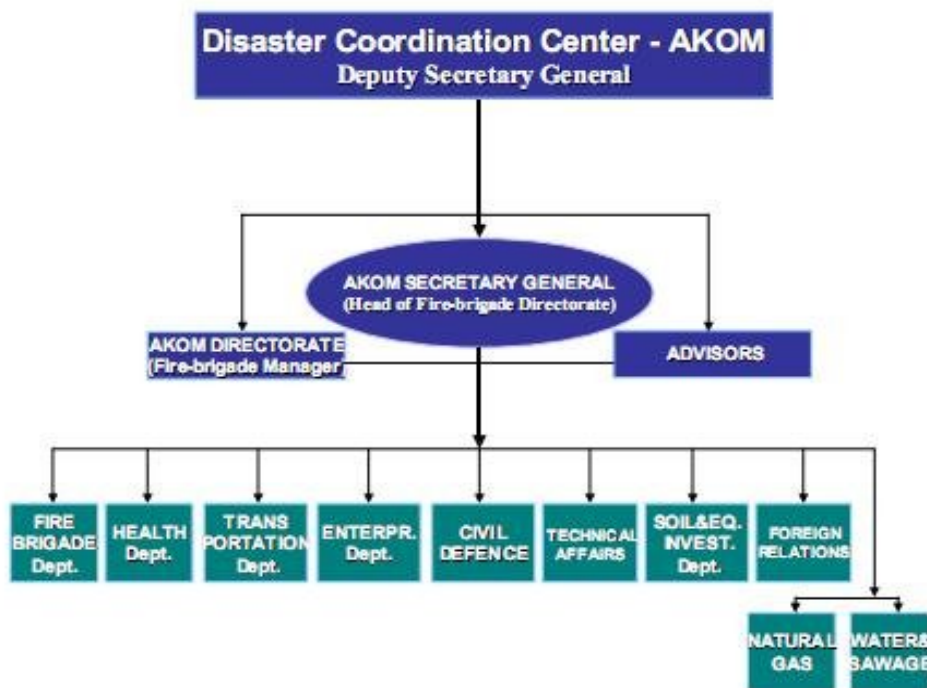 Disaster Coordination Center - AKOM
Deputy Secretary General
AKOM SECRETARY GENERAL
(Head of Fire-brigade Directorate)
AKOM DIRECTORATE
(Fire-brigade Manager)
ADVISORS
FIRE
BRIGADE
Dept.
HEALTH
Dept.
TRANS
PORTATION
Dept.
ENTERPR.
Dept.
CIVIL
DEFENCE
TECHNICAL
AFFAIRS
SOIL&EQ.
INVEST.
Dept.
FOREIGN
RELATIONS
NATURAL
GAS
WATER&
SAWAGE